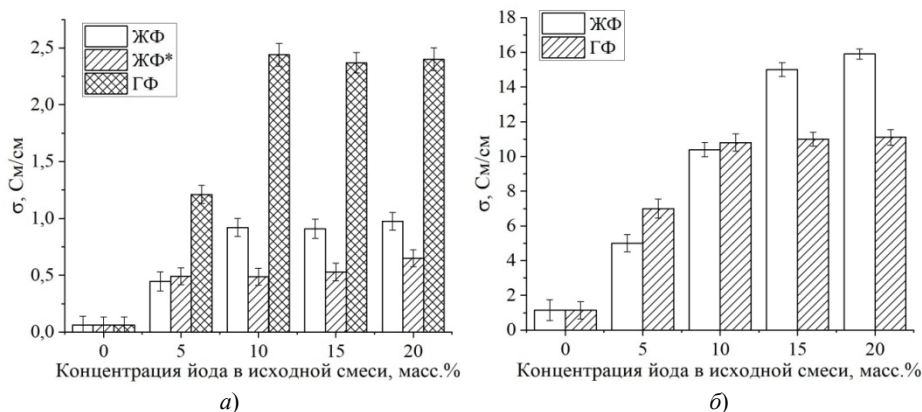 ЖФ
ЖФ*
ГФ
σ, См/см
2,5
2,0
1,5
1,0
0,5
0,0
0 5 10 15 20
Концентрация йода в исходной смеси, масс.%
а)
ЖФ
ГФ
σ, См/см
18
16
14
12
10
8
6
4
2
0
0 5 10 15 20
Концентрация йода в исходной смеси, масс.%
б)